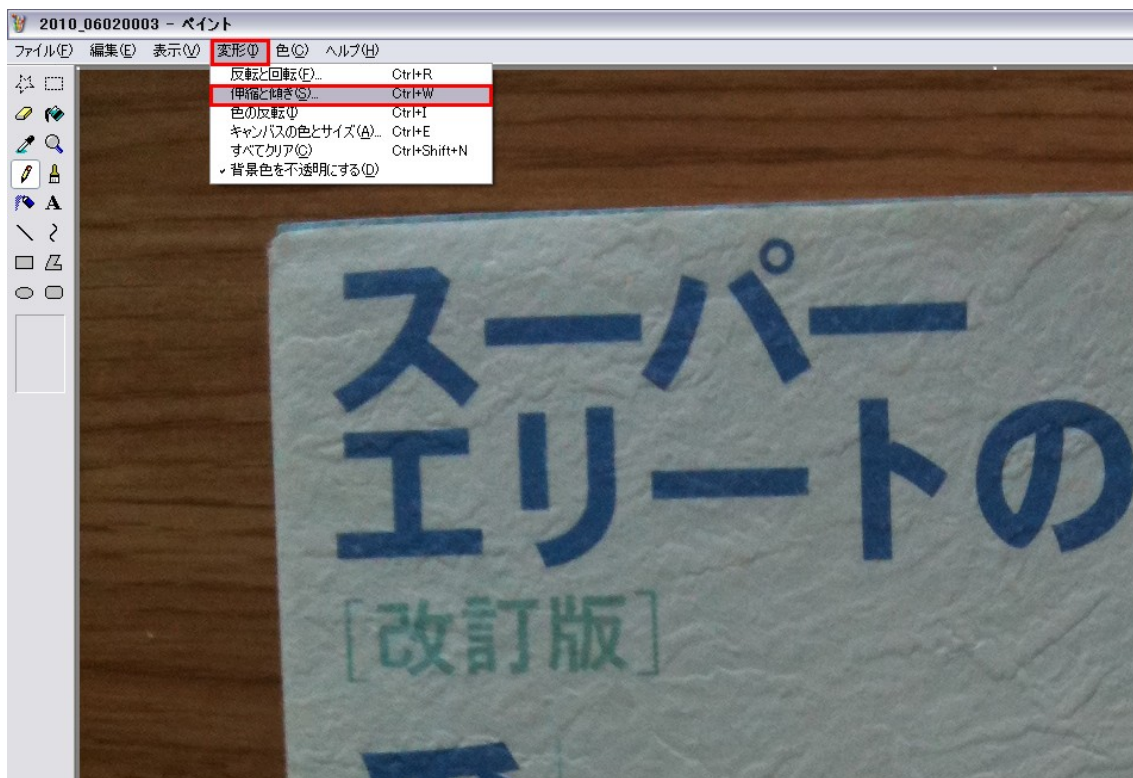 2010_06020003 - ペイント
ファイル(F) 編集(E) 表示(V) 変形(I) 色(C) ヘルプ(H)
反転と回転(F)... Ctrl+R
伸縮と傾き(S)... Ctrl+W
色の反転(I) Ctrl+I
キャンバスの色とサイズ(A)... Ctrl+E
すべてクリア(C) Ctrl+Shift+N
✓背景色を不透明にする(D)
A
スーパー
エリートの
[改訂版]